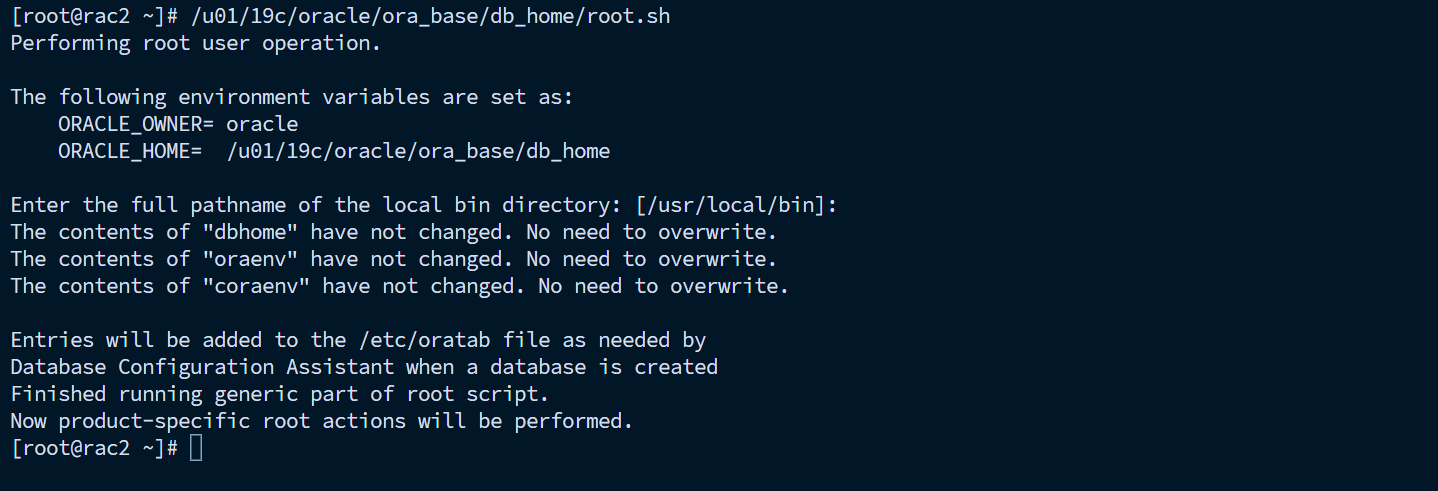 [root@rac2 ~]# /u01/19c/oracle/ora_base/db_home/root.sh
Performing root user operation.
The following environment variables are set as:
    ORACLE_OWNER= oracle
    ORACLE_HOME=  /u01/19c/oracle/ora_base/db_home
Enter the full pathname of the local bin directory: [/usr/local/bin]:
The contents of "dbhome" have not changed. No need to overwrite.
The contents of "oraenv" have not changed. No need to overwrite.
The contents of "coraenv" have not changed. No need to overwrite.
Entries will be added to the /etc/oratab file as needed by
Database Configuration Assistant when a database is created
Finished running generic part of root script.
Now product-specific root actions will be performed.
[root@rac2 ~]#